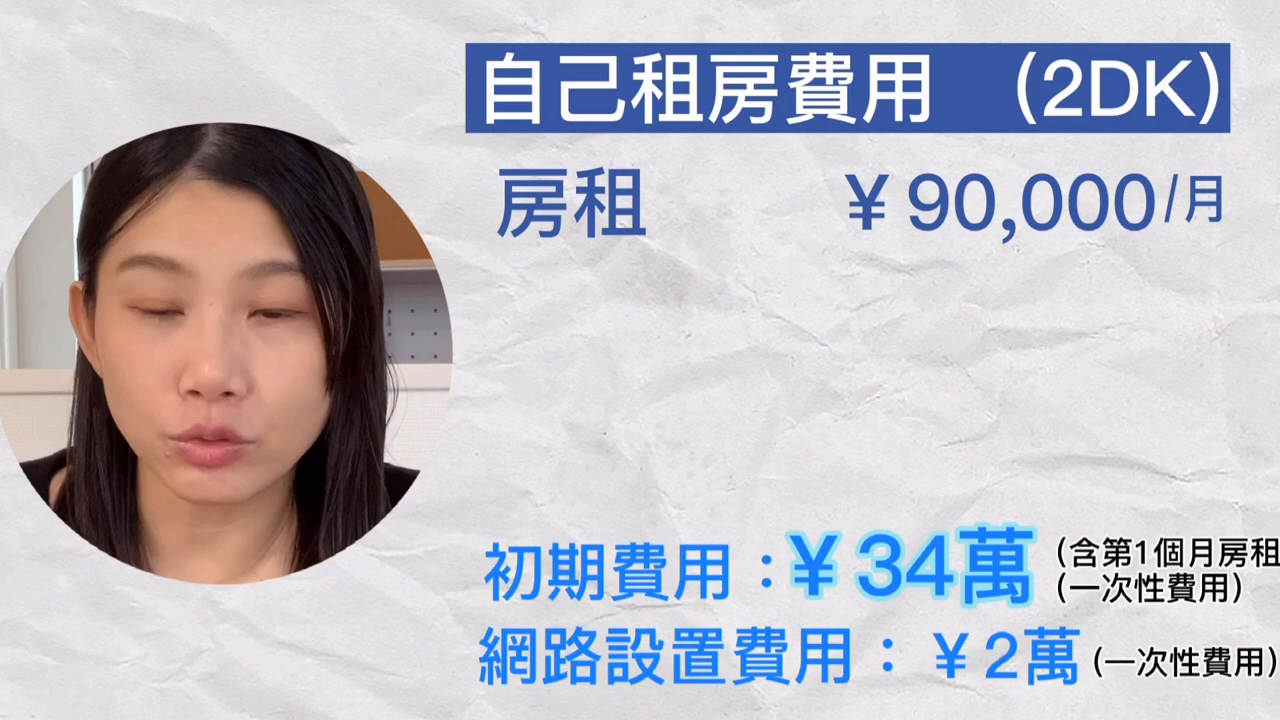 自己租房費用 (2DK)
房租 ¥90,000/月
初期費用:¥34萬 (含第1個月房租
(一次性費用)
網路設置費用:¥2萬 (一次性費用)